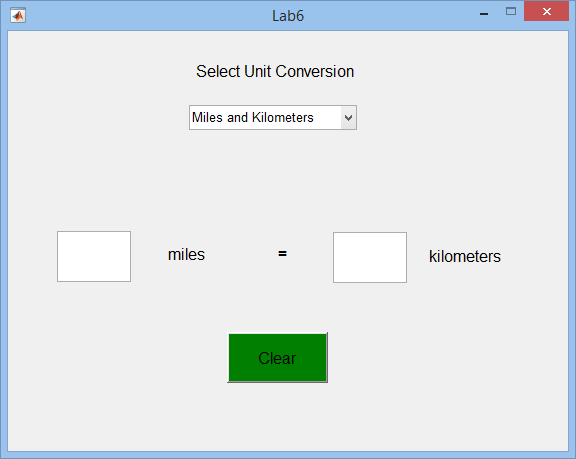 Lab6
Select Unit Conversion
Miles and Kilometers
miles = kilometers
Clear